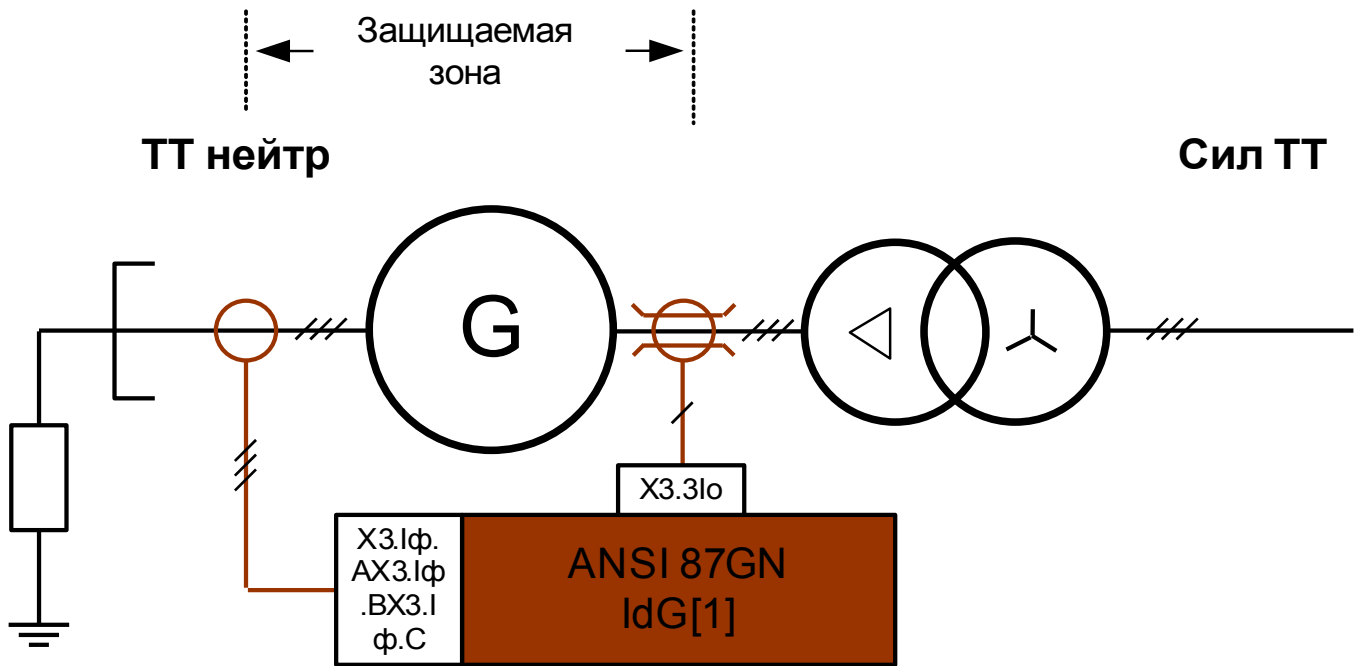 Защищаемая
зона
ТТ нейтр
Сил ТТ
G
X3.3Io
X3.Iф.
AX3.Iф
.BX3.I
ф.C
ANSI 87GN
IdG[1]